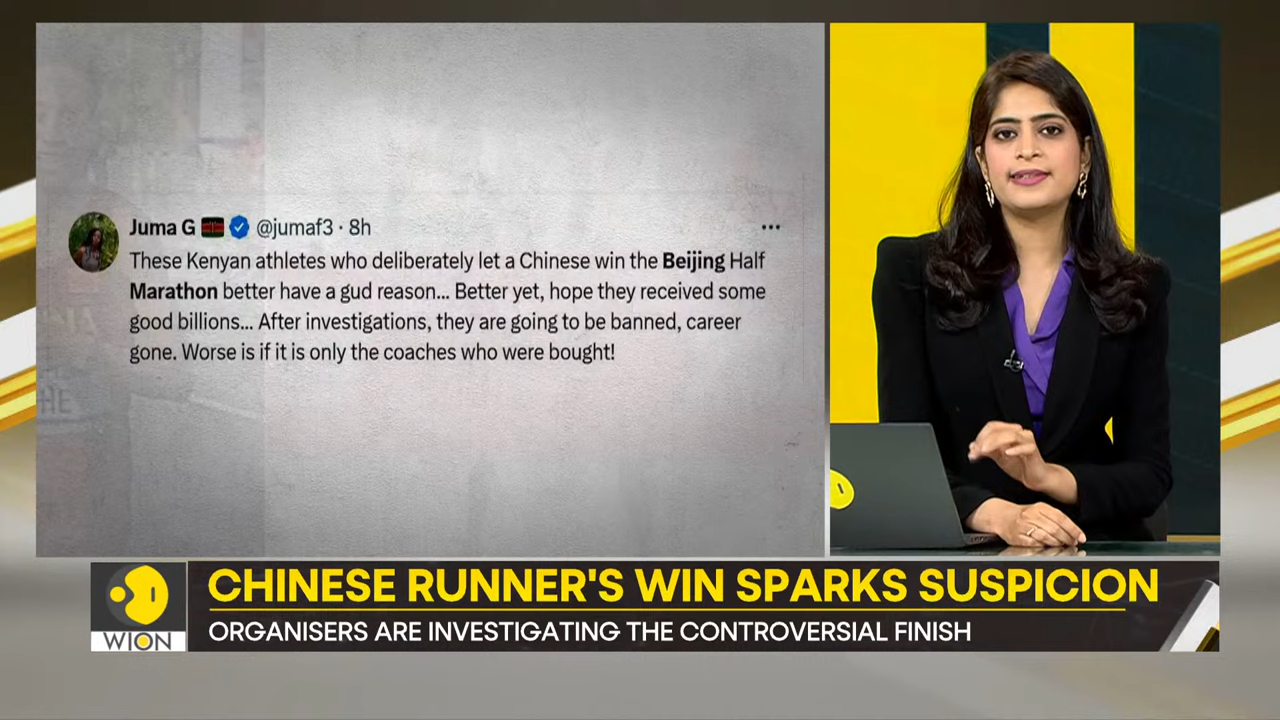 Juma G @jumaf3 · 8h
These Kenyan athletes who deliberately let a Chinese win the Beijing Half
Marathon better have a gud reason... Better yet, hope they received some
good billions... After investigations, they are going to be banned, career
gone. Worse is if it is only the coaches who were bought!
CHINESE RUNNER'S WIN SPARKS SUSPICION
ORGANISERS ARE INVESTIGATING THE CONTROVERSIAL FINISH
WION